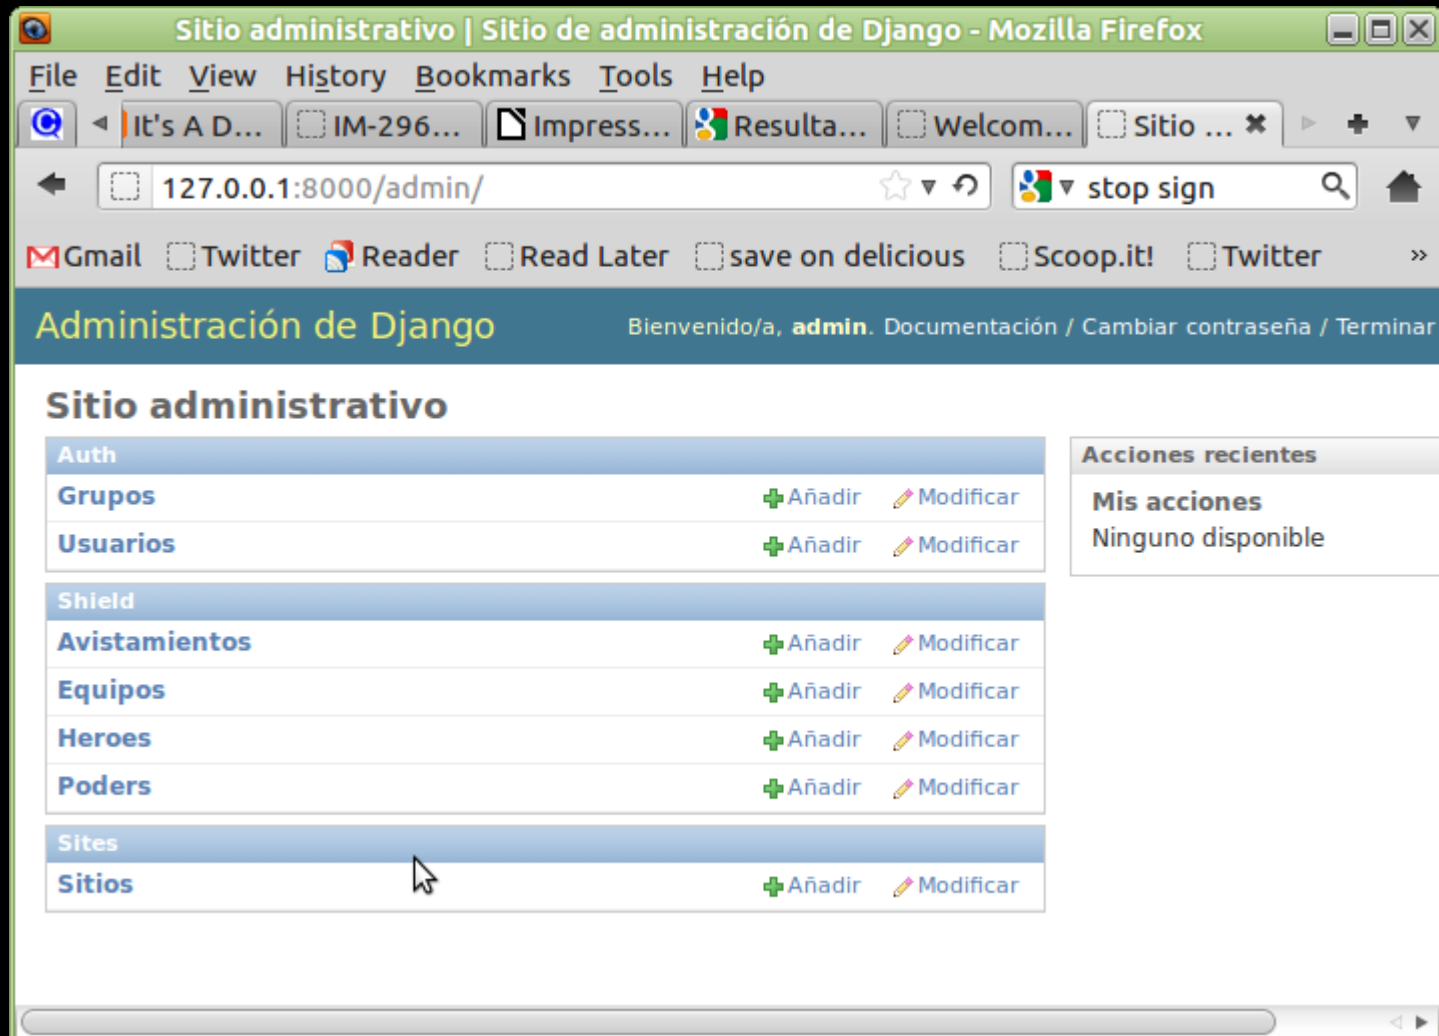 Sitio administrativo | Sitio de administración de Django - Mozilla Firefox
File Edit View History Bookmarks Tools Help
It's A D... IM-296... Impress... Resulta... Welcom... Sitio ...
127.0.0.1:8000/admin/ stop sign
Gmail Twitter Reader Read Later save on delicious Scoop.it! Twitter »
Administración de Django Bienvenido/a, admin. Documentación / Cambiar contraseña / Terminar
Sitio administrativo
Auth
Grupos Añadir Modificar
Usuarios Añadir Modificar
Shield
Avistamientos Añadir Modificar
Equipos Añadir Modificar
Heroes Añadir Modificar
Poders Añadir Modificar
Sites
Sitios Añadir Modificar
Acciones recientes
Mis acciones
Ninguno disponible